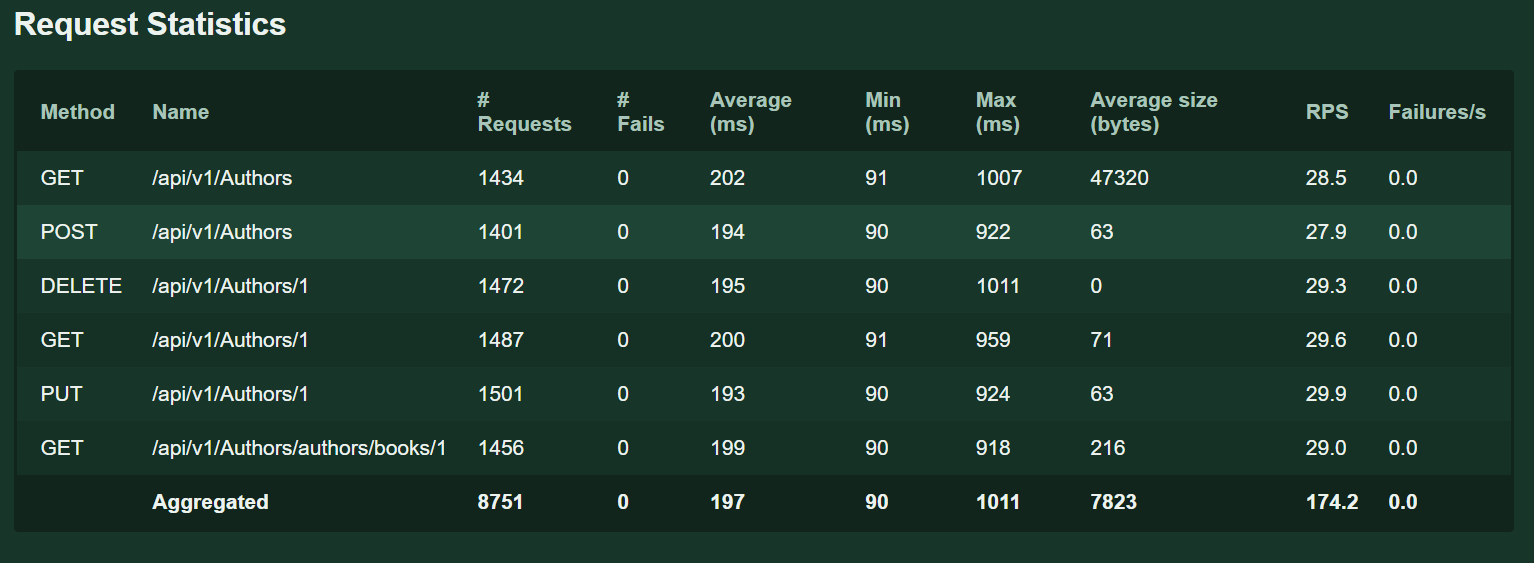 Request Statistics
Method Name # Requests # Fails Average (ms) Min (ms) Max (ms) Average size (bytes) RPS Failures/s
GET /api/v1/Authors 1434 0 202 91 1007 47320 28.5 0.0
POST /api/v1/Authors 1401 0 194 90 922 63 27.9 0.0
DELETE /api/v1/Authors/1 1472 0 195 90 1011 0 29.3 0.0
GET /api/v1/Authors/1 1487 0 200 91 959 71 29.6 0.0
PUT /api/v1/Authors/1 1501 0 193 90 924 63 29.9 0.0
GET /api/v1/Authors/authors/books/1 1456 0 199 90 918 216 29.0 0.0
Aggregated 8751 0 197 90 1011 7823 174.2 0.0